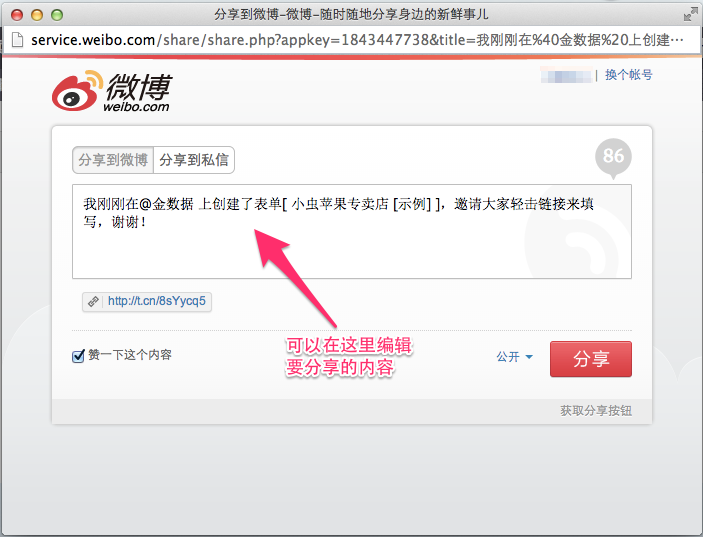 分享到微博-微博-随时随地分享身边的新鲜事儿
service.weibo.com/share/share.php?appkey=1843447738&title=我刚刚在%40金数据%20上创建…
微博
weibo.com
| 换个帐号
分享到微博 分享到私信
86
我刚刚在@金数据 上创建了表单[ 小虫苹果专卖店 [示例] ]，邀请大家轻击链接来填
写，谢谢！
http://t.cn/8sYycq5
可以在这里编辑
要分享的内容
赞一下这个内容
公开
分享
获取分享按钮